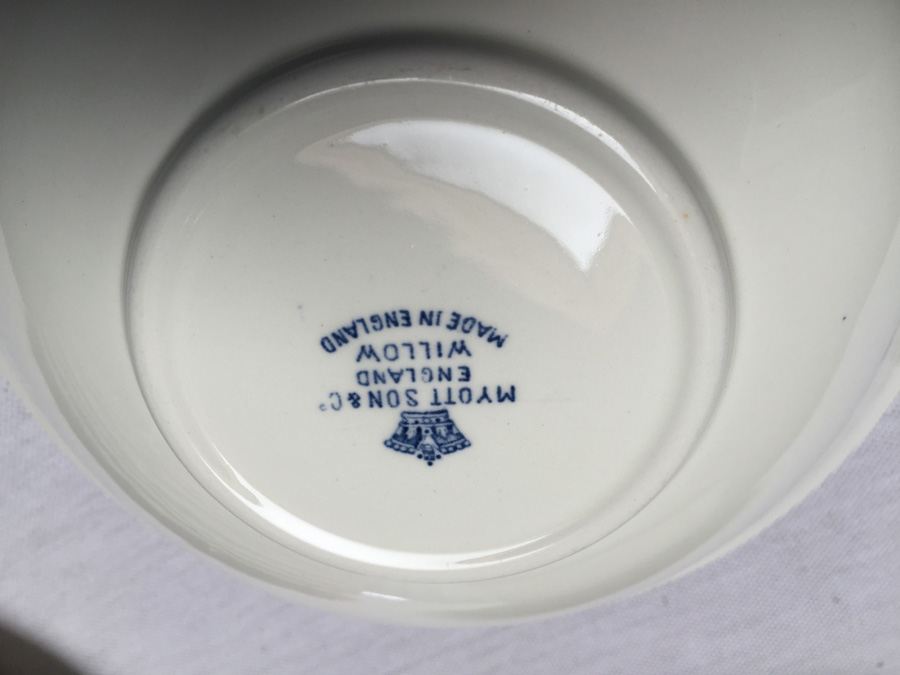 MYOTT SON & Cº
ENGLAND
WILLOW
MADE IN ENGLAND